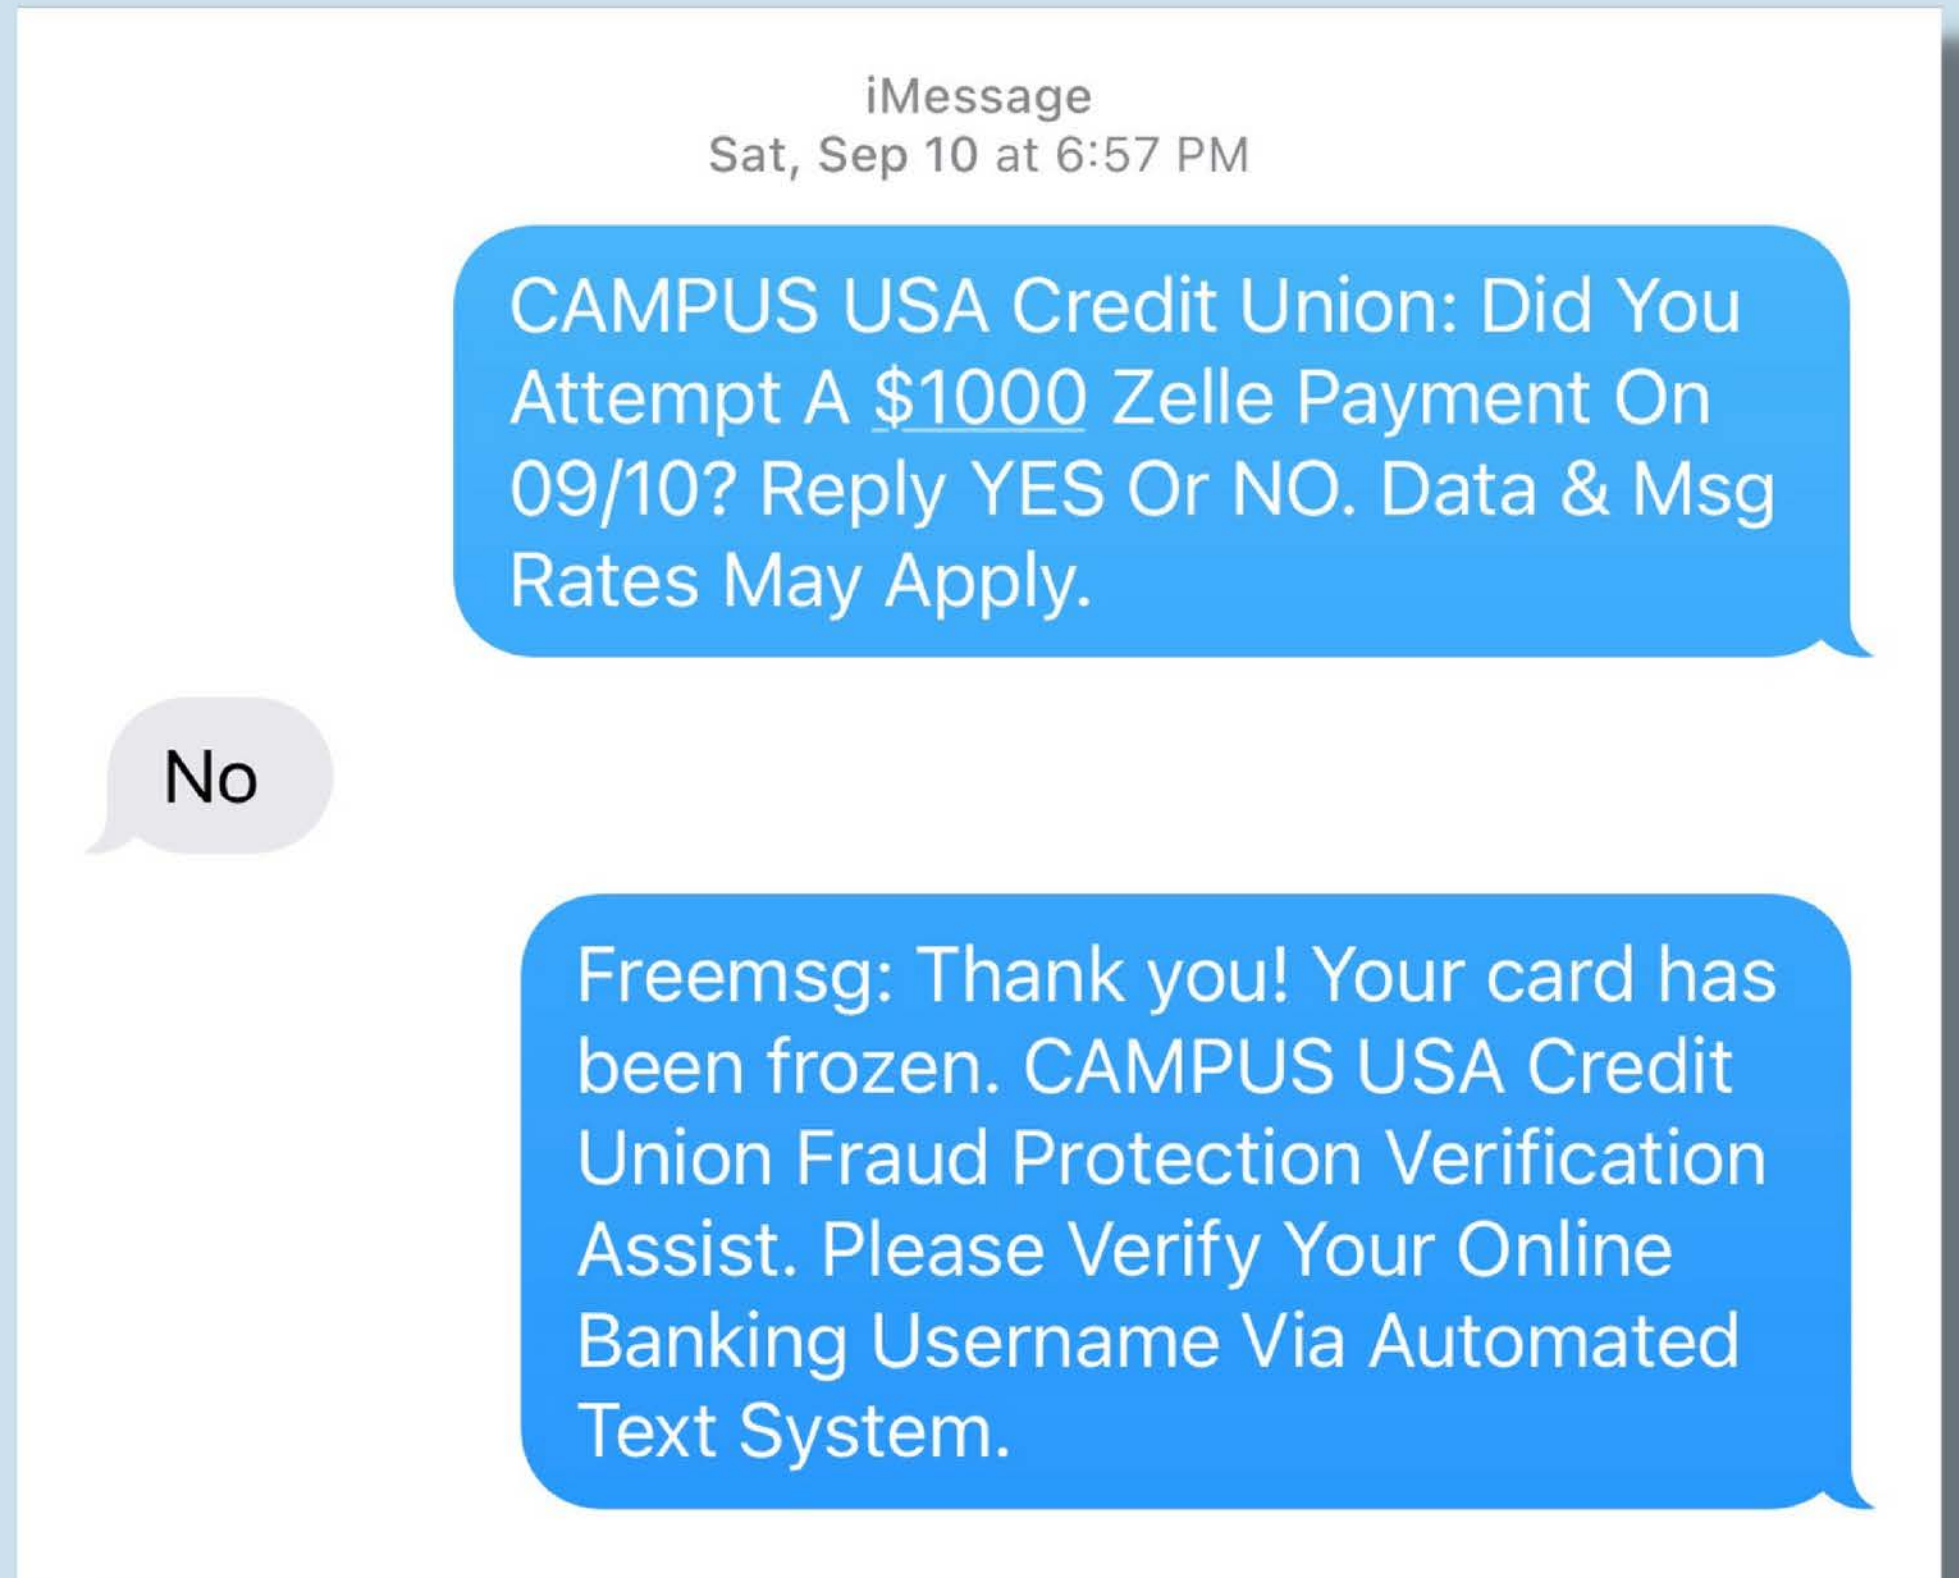 iMessage
Sat, Sep 10 at 6:57 PM
CAMPUS USA Credit Union: Did You
Attempt A $1000 Zelle Payment On
09/10? Reply YES Or NO. Data & Msg
Rates May Apply.
No
Freemsg: Thank you! Your card has
been frozen. CAMPUS USA Credit
Union Fraud Protection Verification
Assist. Please Verify Your Online
Banking Username Via Automated
Text System.